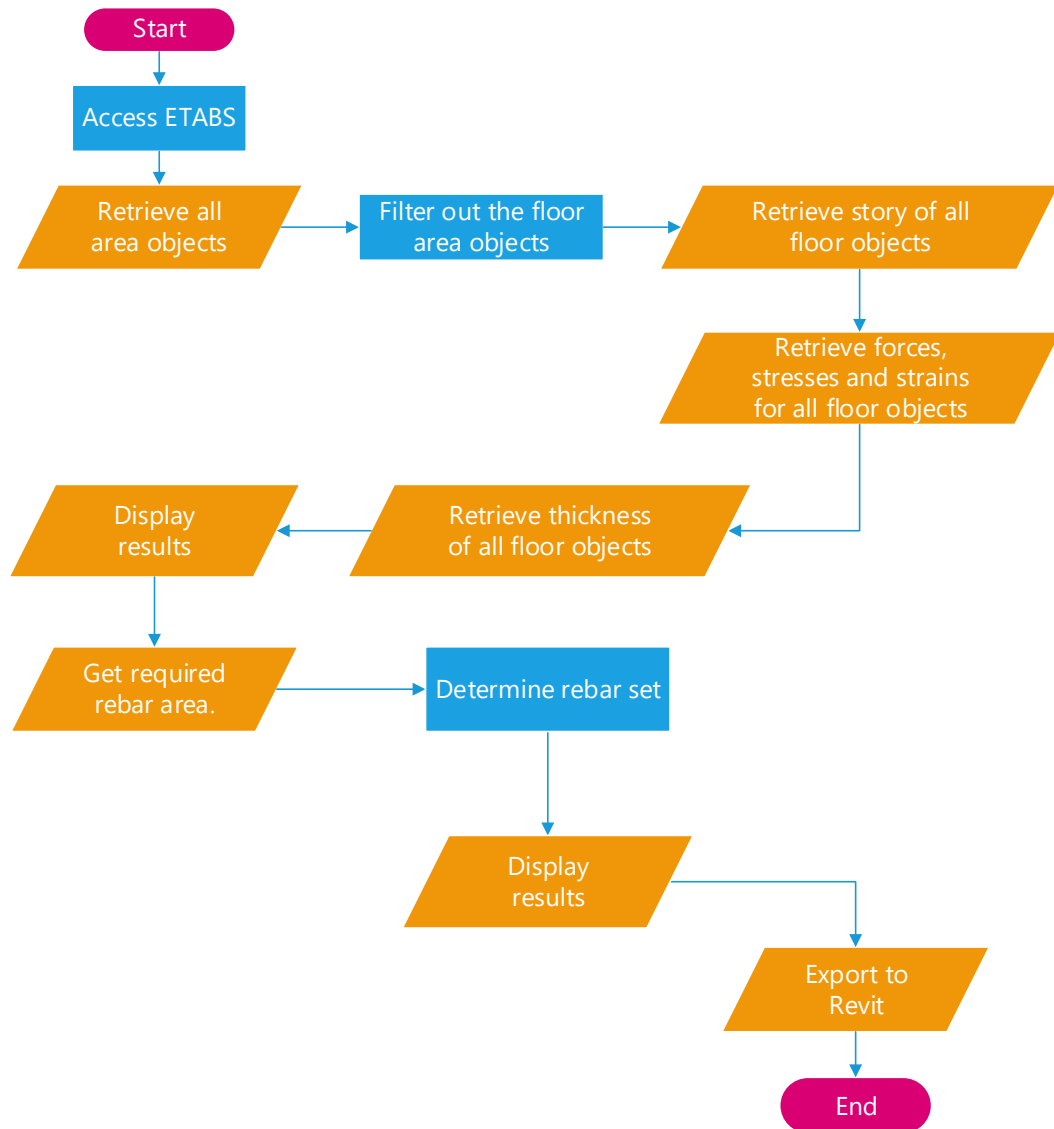 Start
Access ETABS
Retrieve all
area objects
Filter out the floor
area objects
Retrieve story of all
floor objects
Retrieve forces,
stresses and strains
for all floor objects
Retrieve thickness
of all floor objects
Display
results
Get required
rebar area.
Determine rebar set
Display
results
Export to
Revit
End